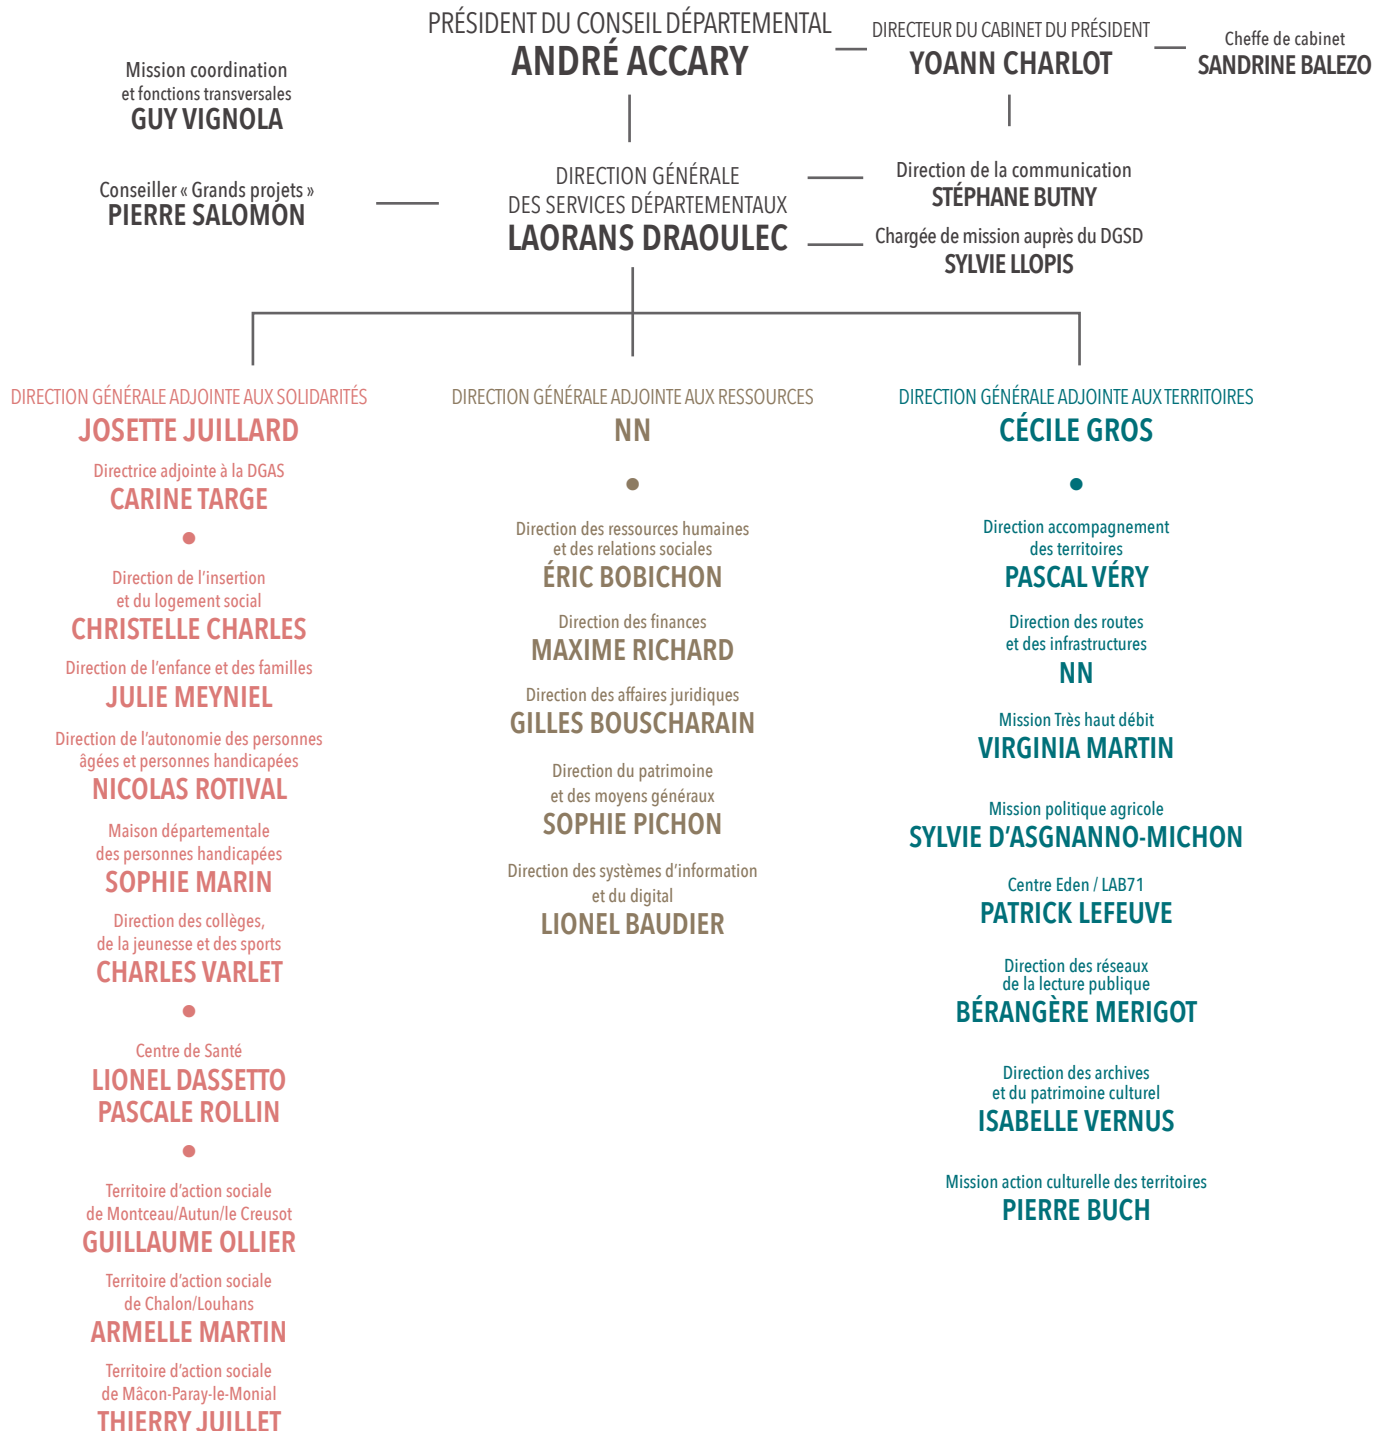 PRÉSIDENT DU CONSEIL DÉPARTEMENTAL
ANDRÉ ACCARY
DIRECTEUR DU CABINET DU PRÉSIDENT
YOANN CHARLOT
Cheffe de cabinet
SANDRINE BALEZO
Mission coordination
et fonctions transversales
GUY VIGNOLA
Conseiller « Grands projets »
PIERRE SALOMON
DIRECTION GÉNÉRALE
DES SERVICES DÉPARTEMENTAUX
LAORANS DRAOULEC
Direction de la communication
STÉPHANE BUTNY
Chargée de mission auprès du DGSD
SYLVIE LLOPIS
DIRECTION GÉNÉRALE ADJOINTE AUX SOLIDARITÉS
JOSETTE JUILLARD
Directrice adjointe à la DGAS
CARINE TARGE
Direction de l'insertion
et du logement social
CHRISTELLE CHARLES
Direction de l'enfance et des familles
JULIE MEYNIEL
Direction de l'autonomie des personnes
âgées et personnes handicapées
NICOLAS ROTIVAL
Maison départementale
des personnes handicapées
SOPHIE MARIN
Direction des collèges,
de la jeunesse et des sports
CHARLES VARLET
Centre de Santé
LIONEL DASSETTO
PASCALE ROLLIN
Territoire d'action sociale
de Montceau/Autun/le Creusot
GUILLAUME OLLIER
Territoire d'action sociale
de Chalon/Louhans
ARMELLE MARTIN
Territoire d'action sociale
de Mâcon-Paray-le-Monial
THIERRY JUILLET
DIRECTION GÉNÉRALE ADJOINTE AUX RESSOURCES
NN
Direction des ressources humaines
et des relations sociales
ÉRIC BOBICHON
Direction des finances
MAXIME RICHARD
Direction des affaires juridiques
GILLES BOUSCHARAIN
Direction du patrimoine
et des moyens généraux
SOPHIE PICHON
Direction des systèmes d'information
et du digital
LIONEL BAUDIER
DIRECTION GÉNÉRALE ADJOINTE AUX TERRITOIRES
CÉCILE GROS
Direction accompagnement
des territoires
PASCAL VÉRY
Direction des routes
et des infrastructures
NN
Mission Très haut débit
VIRGINIA MARTIN
Mission politique agricole
SYLVIE D'ASGNANNO-MICHON
Centre Eden / LAB71
PATRICK LEFEUVE
Direction des réseaux
de la lecture publique
BÉRANGÈRE MERIGOT
Direction des archives
et du patrimoine culturel
ISABELLE VERNUS
Mission action culturelle des territoires
PIERRE BUCH